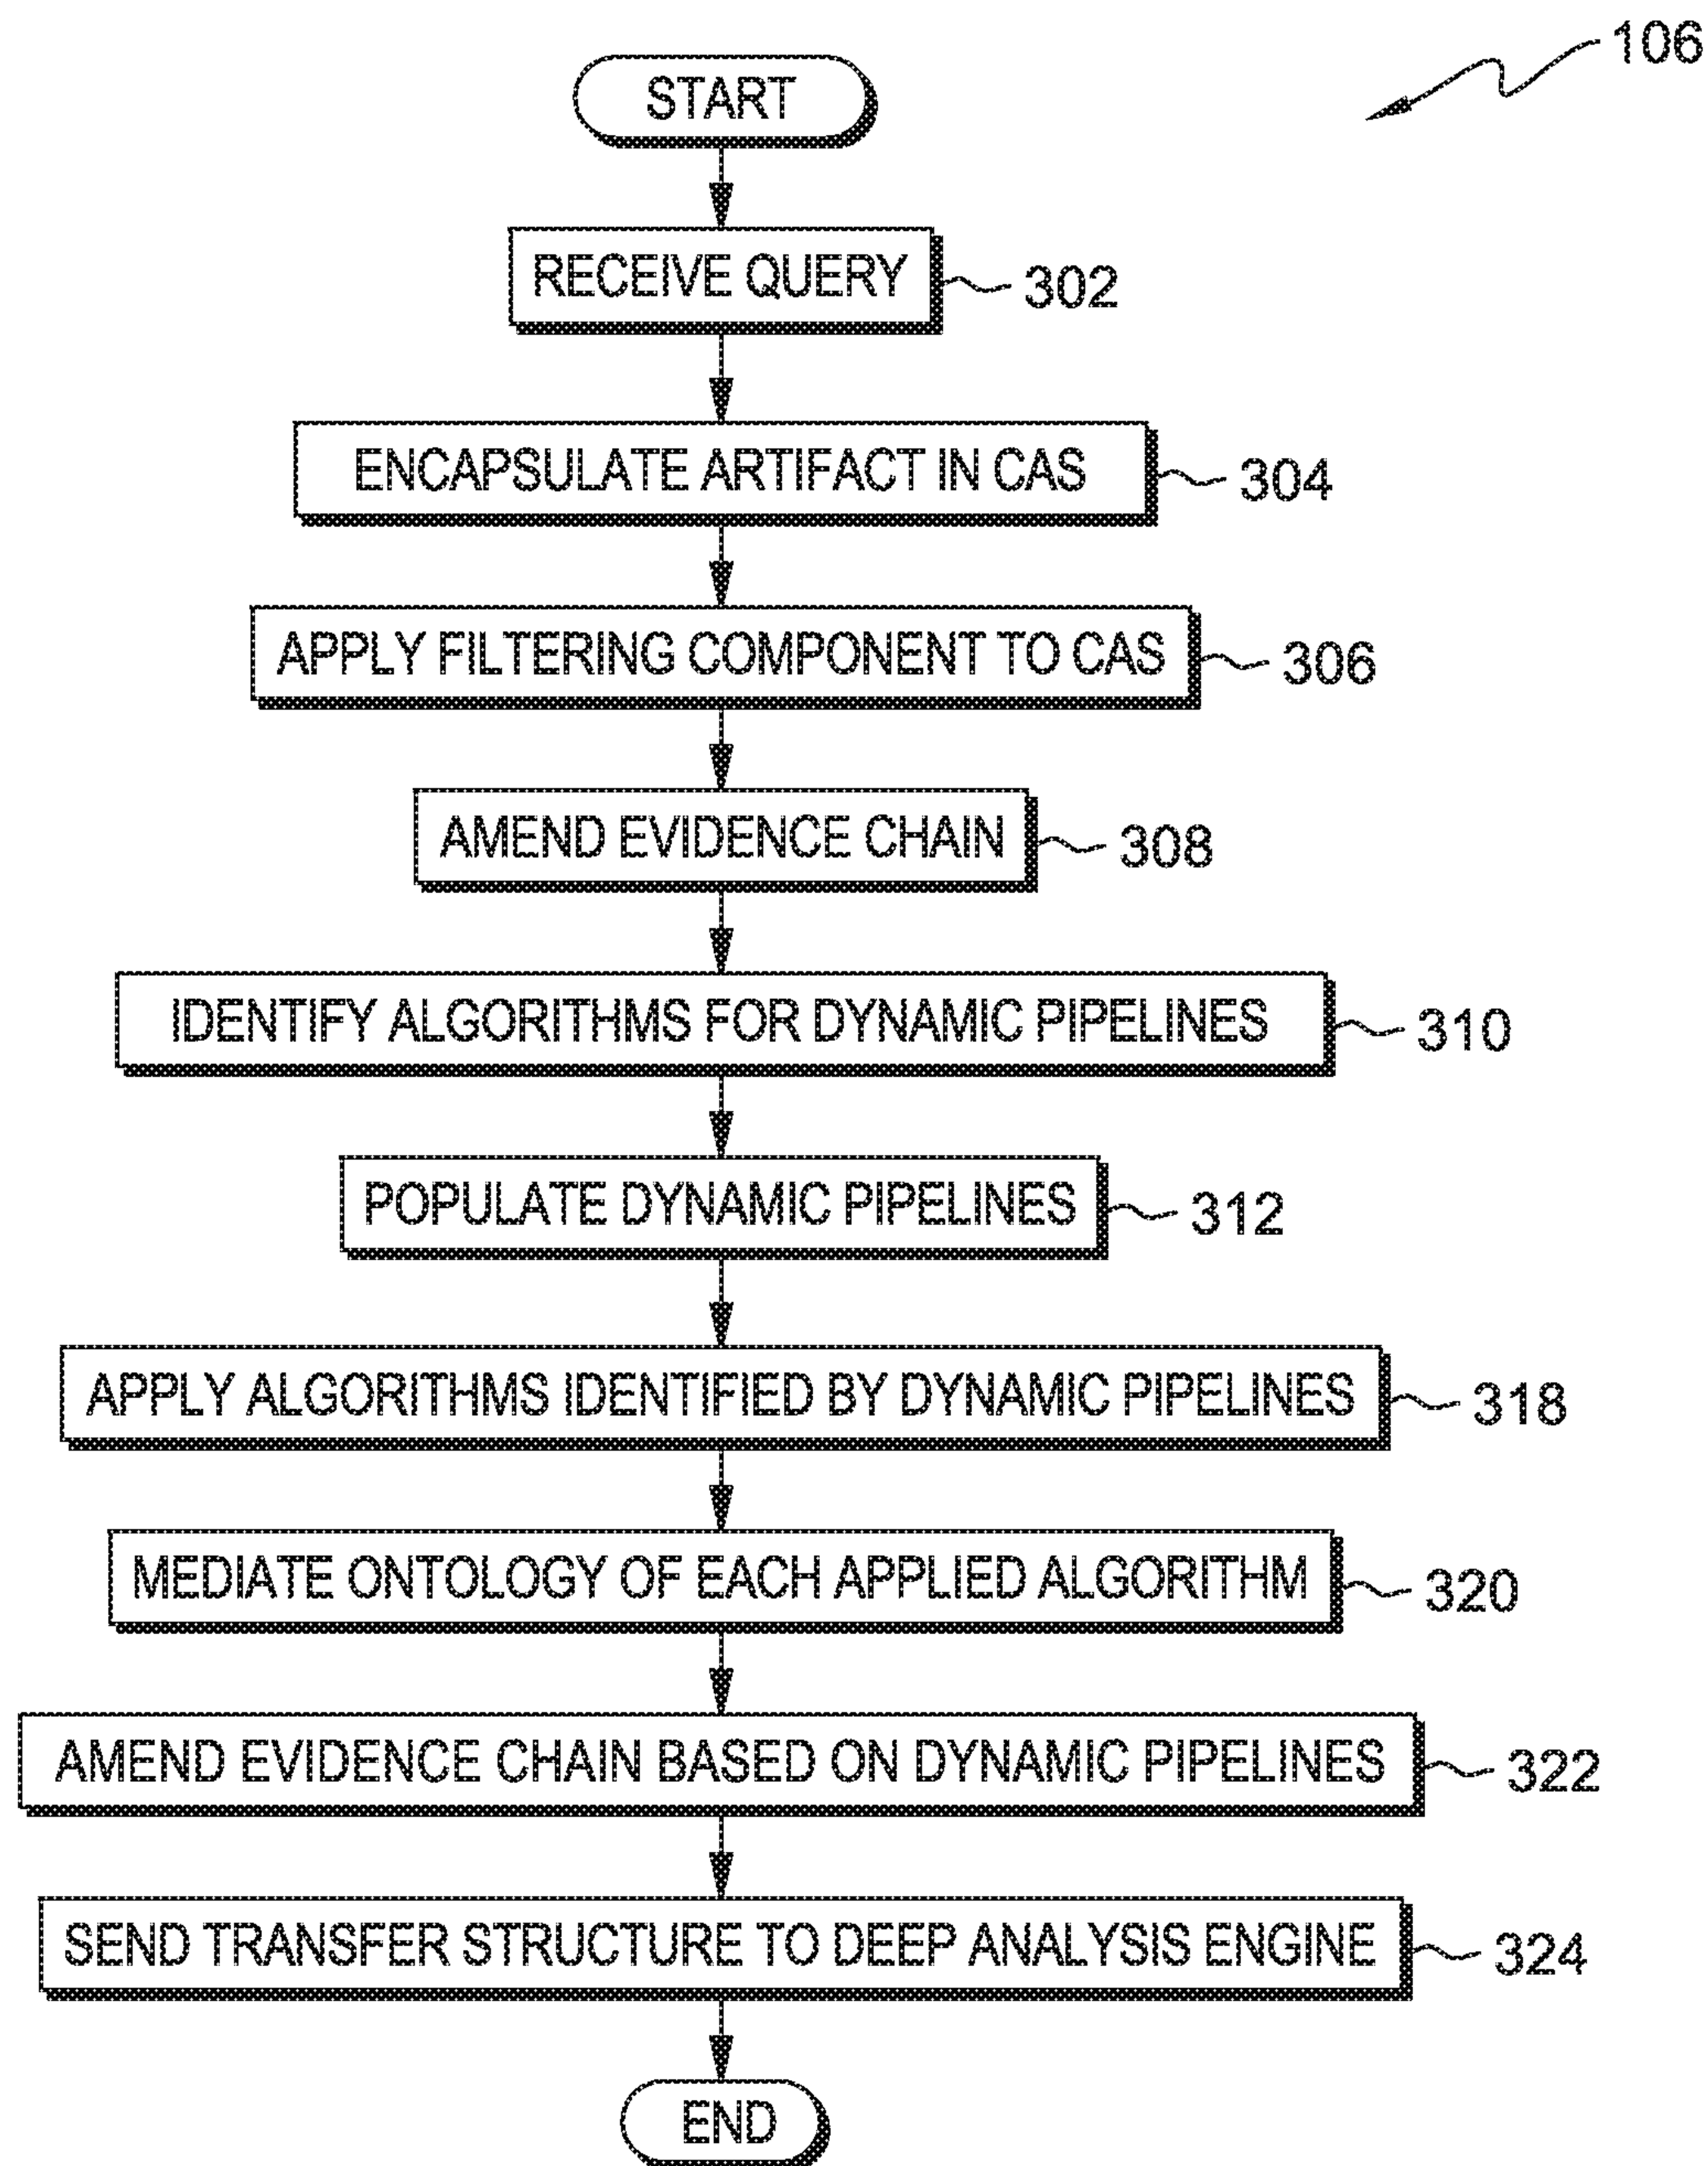 106
START
RECEIVE QUERY
302
ENCAPSULATE ARTIFACT IN CAS
304
APPLY FILTERING COMPONENT TO CAS
306
AMEND EVIDENCE CHAIN
308
IDENTIFY ALGORITHMS FOR DYNAMIC PIPELINES
310
POPULATE DYNAMIC PIPELINES
312
APPLY ALGORITHMS IDENTIFIED BY DYNAMIC PIPELINES
318
MEDIATE ONTOLOGY OF EACH APPLIED ALGORITHM
320
AMEND EVIDENCE CHAIN BASED ON DYNAMIC PIPELINES
322
SEND TRANSFER STRUCTURE TO DEEP ANALYSIS ENGINE
324
END